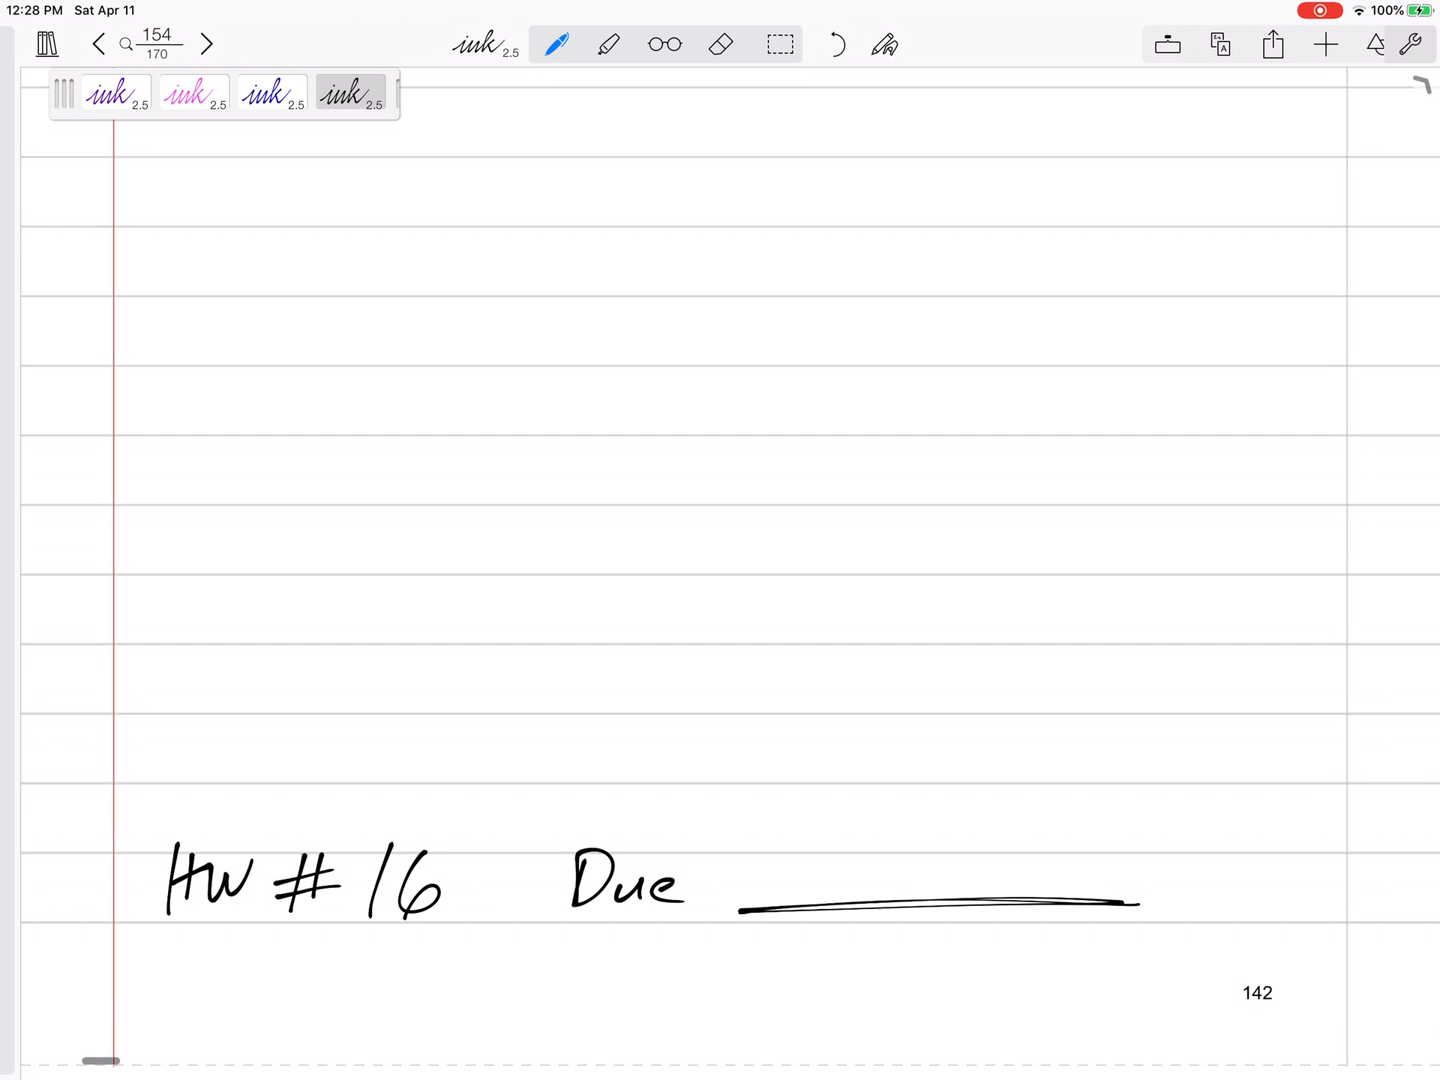 12:28 PM Sat Apr 11 100%
154
170
ink 2.5
ink 2.5 ink 2.5 ink 2.5 ink 2.5
HW # 16 Due
142